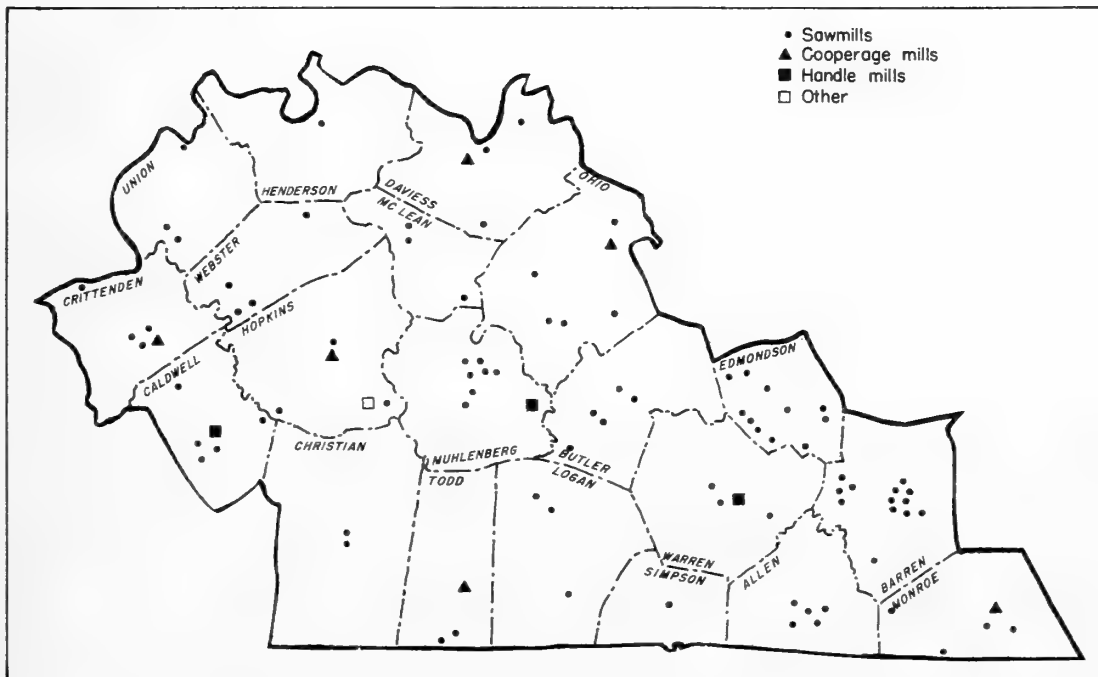 Sawmills
Cooperage mills
Handle mills
Other
UNION
HENDERSON
DAVIESS
MC LEAN
OHIO
WEBSTER
CRITTENDEN
HOPKINS
CALDWELL
EDMONDSON
CHRISTIAN
MUHLENBERG
TODD
BUTLER
LOGAN
WARREN
SIMPSON
ALLEN
BARREN
MONROE